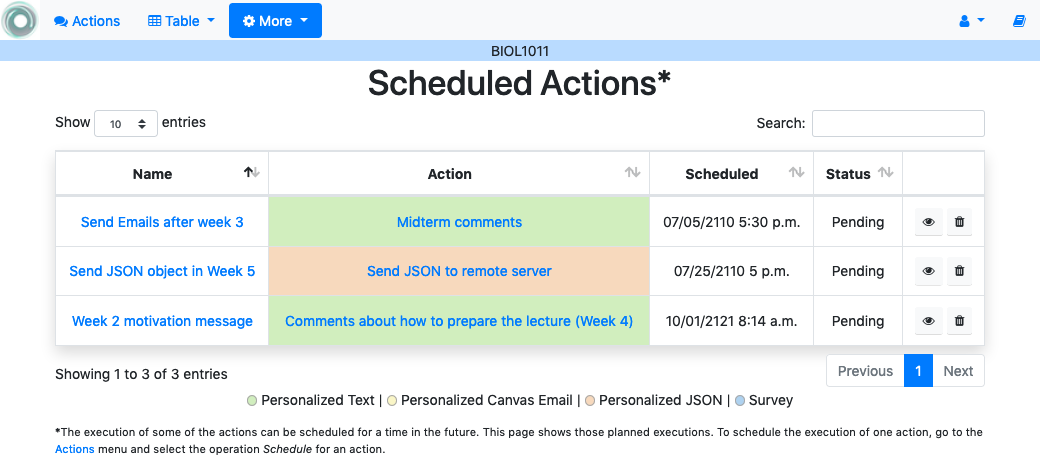 Actions Table More
BIOL1011
Scheduled Actions*
Show 10 entries Search:
Name Action Scheduled Status
Send Emails after week 3 Midterm comments 07/05/2110 5:30 p.m. Pending
Send JSON object in Week 5 Send JSON to remote server 07/25/2110 5 p.m. Pending
Week 2 motivation message Comments about how to prepare the lecture (Week 4) 10/01/2121 8:14 a.m. Pending
Showing 1 to 3 of 3 entries Previous 1 Next
Personalized Text | Personalized Canvas Email | Personalized JSON | Survey
*The execution of some of the actions can be scheduled for a time in the future. This page shows those planned executions. To schedule the execution of one action, go to the
Actions menu and select the operation Schedule for an action.